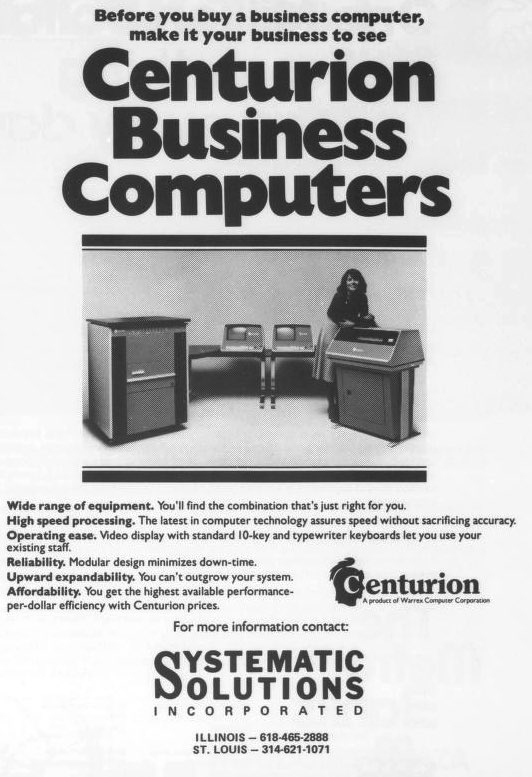 Before you buy a business computer,
make it your business to see
Centurion
Business
Computers
Wide range of equipment. You'll find the combination that's just right for you.
High speed processing. The latest in computer technology assures speed without sacrificing accuracy.
Operating ease. Video display with standard 10-key and typewriter keyboards let you use your
existing staff.
Reliability. Modular design minimizes down-time.
Upward expandability. You can't outgrow your system.
Affordability. You get the highest available performance-
per-dollar efficiency with Centurion prices.
Centurion
A product of Warrex Computer Corporation
For more information contact:
SYSTEMATIC
SOLUTIONS
INCORPORATED
ILLINOIS – 618-465-2888
ST. LOUIS – 314-621-1071